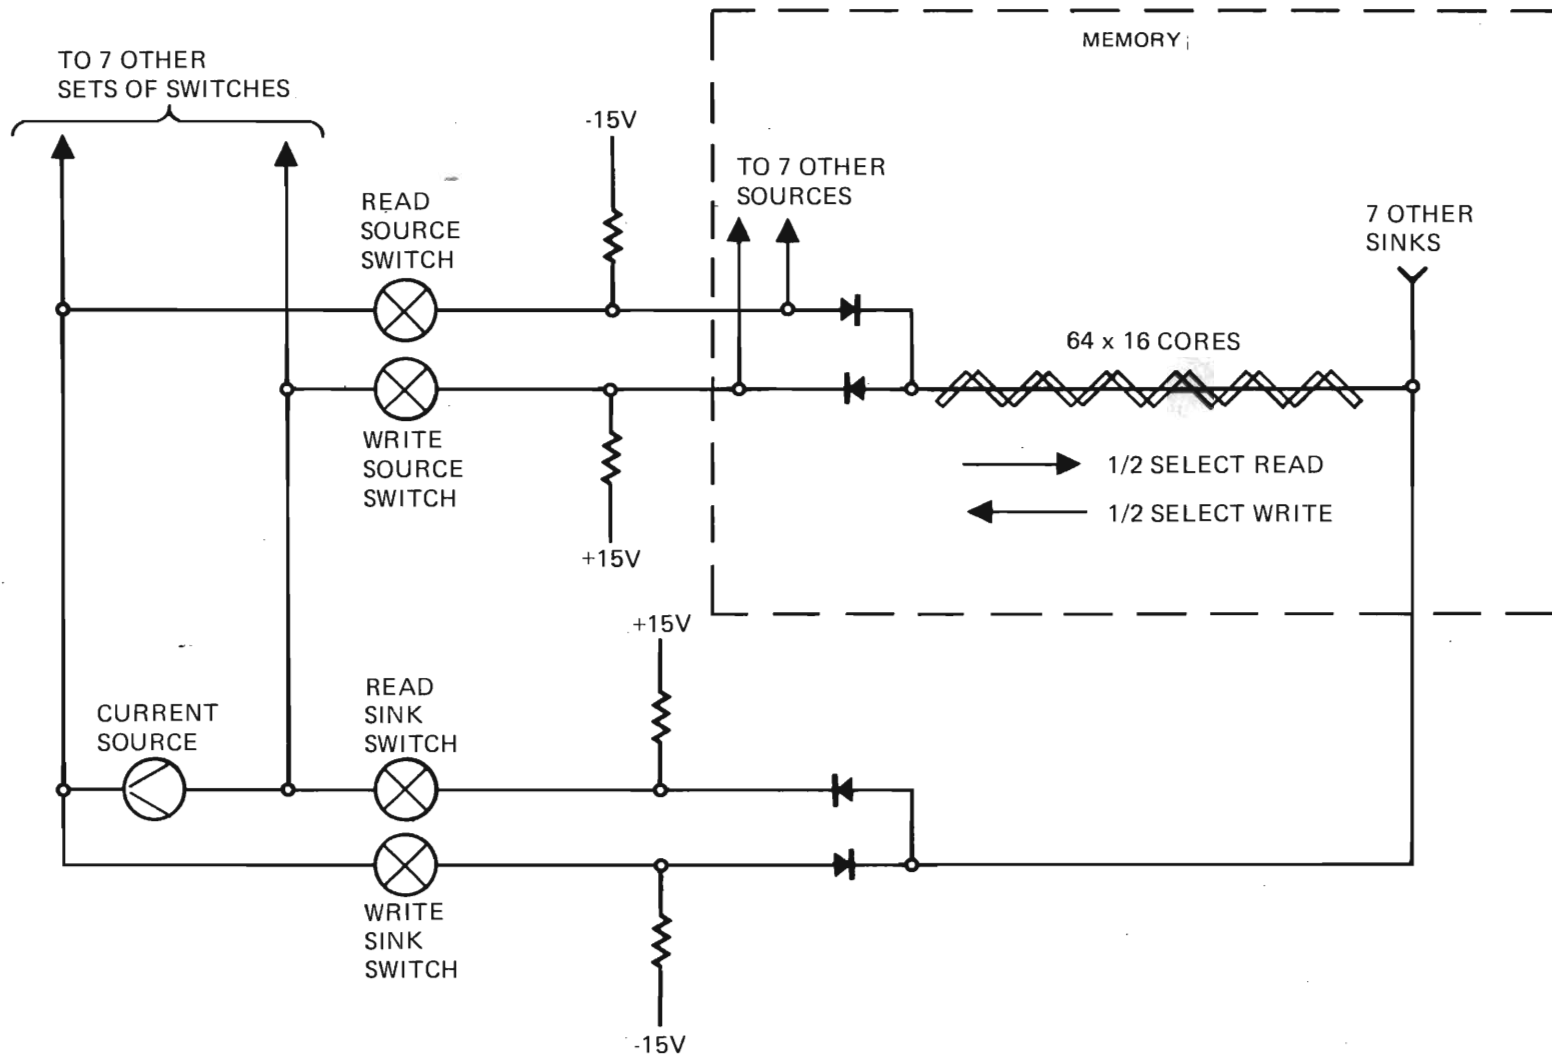 MEMORY
TO 7 OTHER
SETS OF SWITCHES
-15V
TO 7 OTHER
SOURCES
READ
SOURCE
SWITCH
7 OTHER
SINKS
64 x 16 CORES
WRITE
SOURCE
SWITCH
1/2 SELECT READ
1/2 SELECT WRITE
+15V
+15V
READ
SINK
SWITCH
CURRENT
SOURCE
WRITE
SINK
SWITCH
-15V